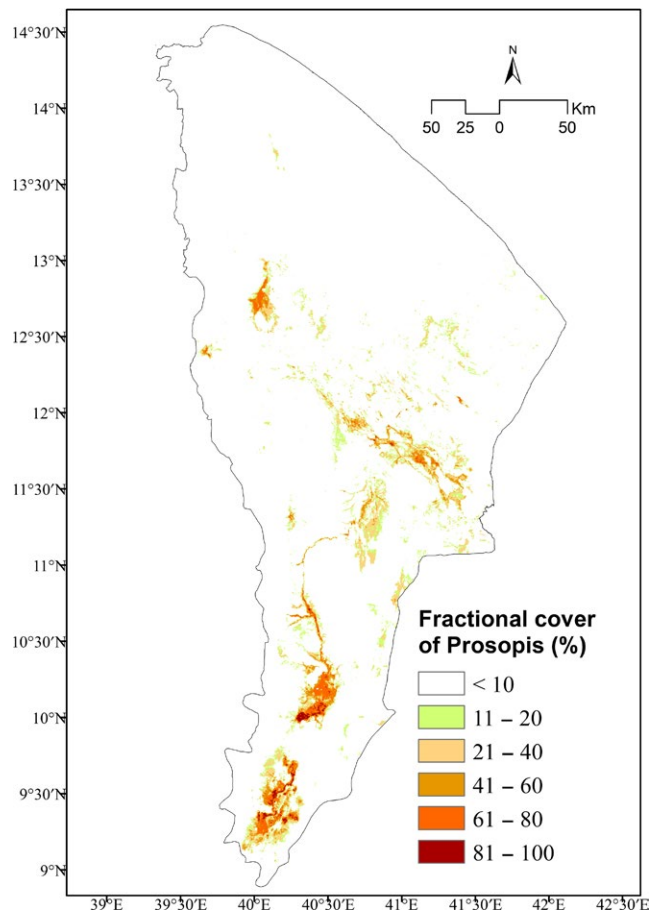 14°30'N
14°N
13°30'N
13°N
12°30'N
12°N
11°30'N
11°N
10°30'N
10°N
9°30'N
9°N
N
Km
50 25 0 50
Fractional cover
of Prosopis (%)
< 10
11 – 20
21 – 40
41 – 60
61 – 80
81 – 100
39°E 39°30'E 40°E 40°30'E 41°E 41°30'E 42°E 42°30'E